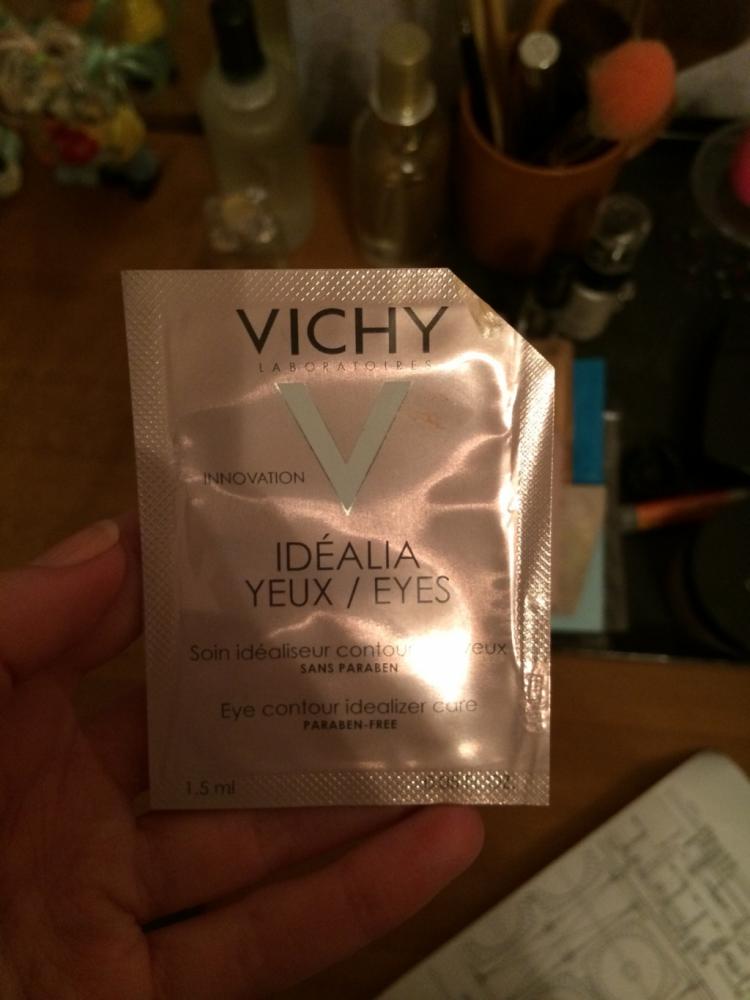 VICHY
LABORATOIRES
INNOVATION
IDÉALIA
YEUX / EYES
Soin idéaliseur contour yeux
SANS PARABEN
Eye contour idealizer care
PARABEN-FREE
1.5 ml